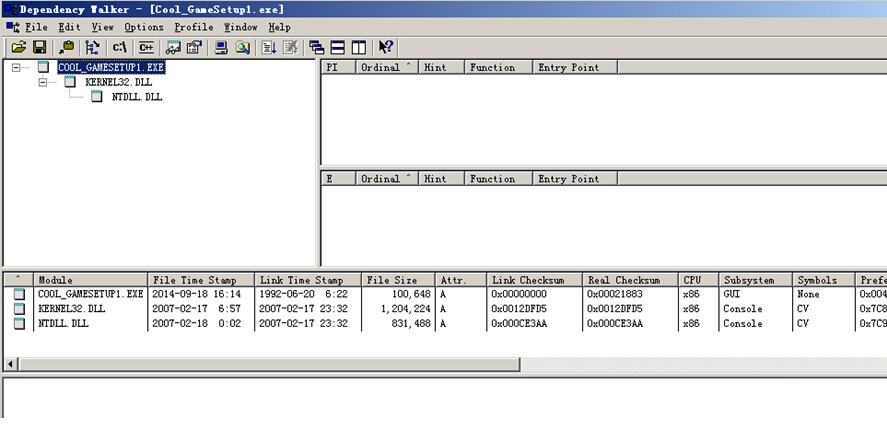 Dependency Walker - [Cool_GameSetup1.exe]
File Edit View Options Profile Window Help
C:\ C++
COOL_GAMESETUP1.EXE
KERNEL32.DLL
NTDLL.DLL
PI Ordinal ^ Hint Function Entry Point
E Ordinal ^ Hint Function Entry Point
^ Module File Time Stamp Link Time Stamp File Size Attr. Link Checksum Real Checksum CPU Subsystem Symbols Prefe
COOL_GAMESETUP1.EXE 2014-09-18 16:14 1992-06-20 6:22 100,648 A 0x00000000 0x00021883 x86 GUI None 0x004
KERNEL32.DLL 2007-02-17 6:57 2007-02-17 23:32 1,204,224 A 0x0012DFD5 0x0012DFD5 x86 Console CV 0x7C8
NTDLL.DLL 2007-02-18 0:02 2007-02-17 23:32 831,488 A 0x000CE3AA 0x000CE3AA x86 Console CV 0x7C9